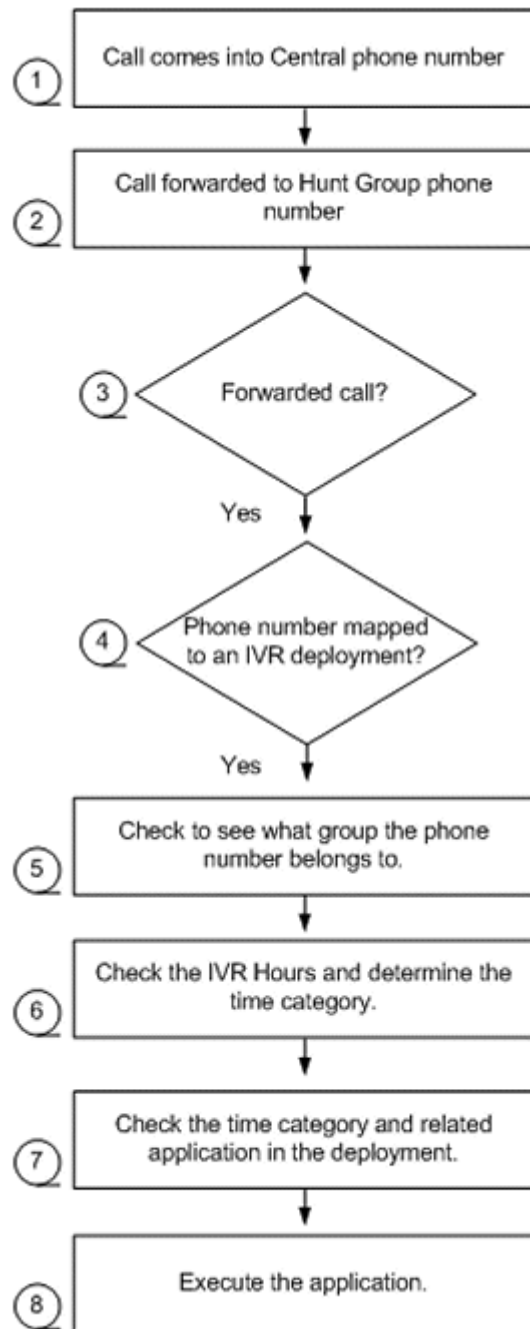 Call comes into Central phone number
1
Call forwarded to Hunt Group phone
number
2
Forwarded call?
3
Yes
Phone number mapped
to an IVR deployment?
4
Yes
Check to see what group the phone
number belongs to.
5
Check the IVR Hours and determine the
time category.
6
Check the time category and related
application in the deployment.
7
Execute the application.
8